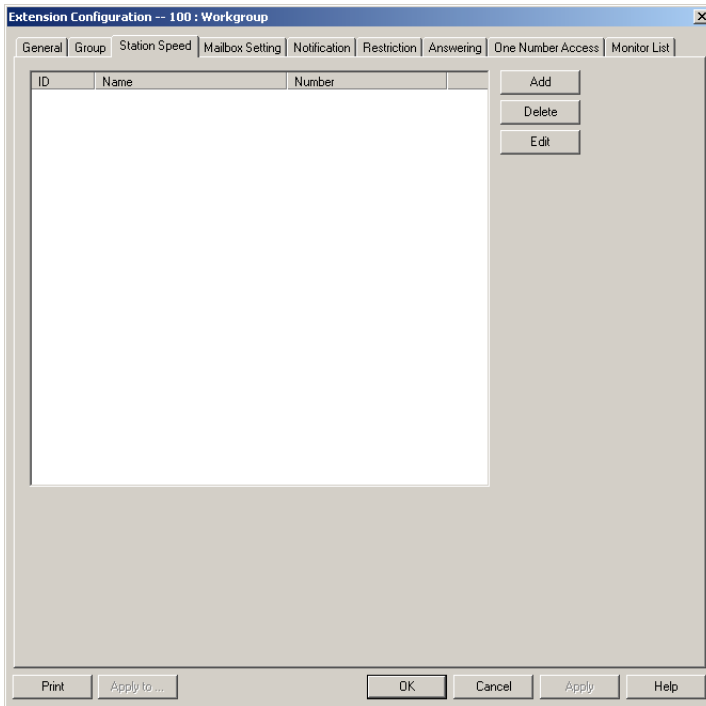 Extension Configuration -- 100 : Workgroup
General Group Station Speed Mailbox Setting Notification Restriction Answering One Number Access Monitor List
ID Name Number Add
Delete
Edit
Print Apply to ... OK Cancel Apply Help